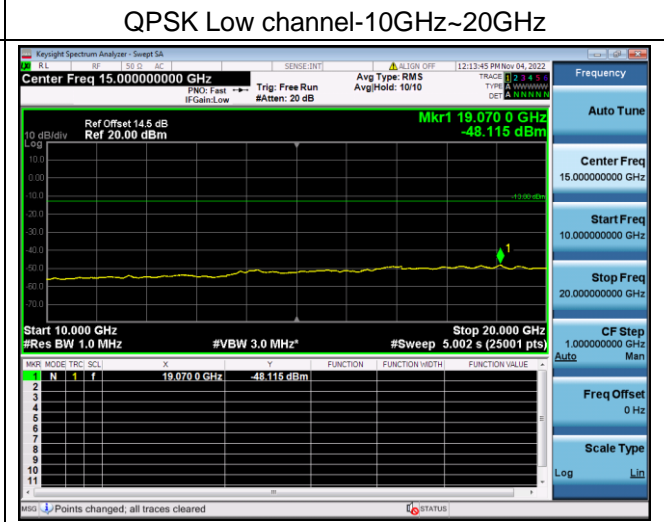 QPSK Low channel-10GHz~20GHz
Keysight Spectrum Analyzer - Swept SA
RL RF 50 Ω AC SENSE:INT ALIGN OFF 12:13:45 PM Nov 04, 2022
Center Freq 15.000000000 GHz
PNO: Fast
IFGain:Low
Trig: Free Run
#Atten: 20 dB
Avg Type: RMS
Avg|Hold: 10/10
TRACE 1 2 3 4 5 6
TYPE A WWWWW
DET A N N N N N
Ref Offset 14.5 dB
10 dB/div Ref 20.00 dBm
Log
Mkr1 19.070 0 GHz
-48.115 dBm
10.0
0.00
-10.0
-13.00 dBm
-20.0
-30.0
-40.0
1
-50.0
-60.0
-70.0
Start 10.000 GHz Stop 20.000 GHz
#Res BW 1.0 MHz #VBW 3.0 MHz* #Sweep 5.002 s (25001 pts)
MKR MODE TRC SCL X Y FUNCTION FUNCTION WIDTH FUNCTION VALUE
1 N 1 f 19.070 0 GHz -48.115 dBm
2
3
4
5
6
7
8
9
10
11
MSG Points changed; all traces cleared STATUS
Frequency
Auto Tune
Center Freq
15.000000000 GHz
Start Freq
10.000000000 GHz
Stop Freq
20.000000000 GHz
CF Step
1.000000000 GHz
Auto Man
Freq Offset
0 Hz
Scale Type
Log Lin